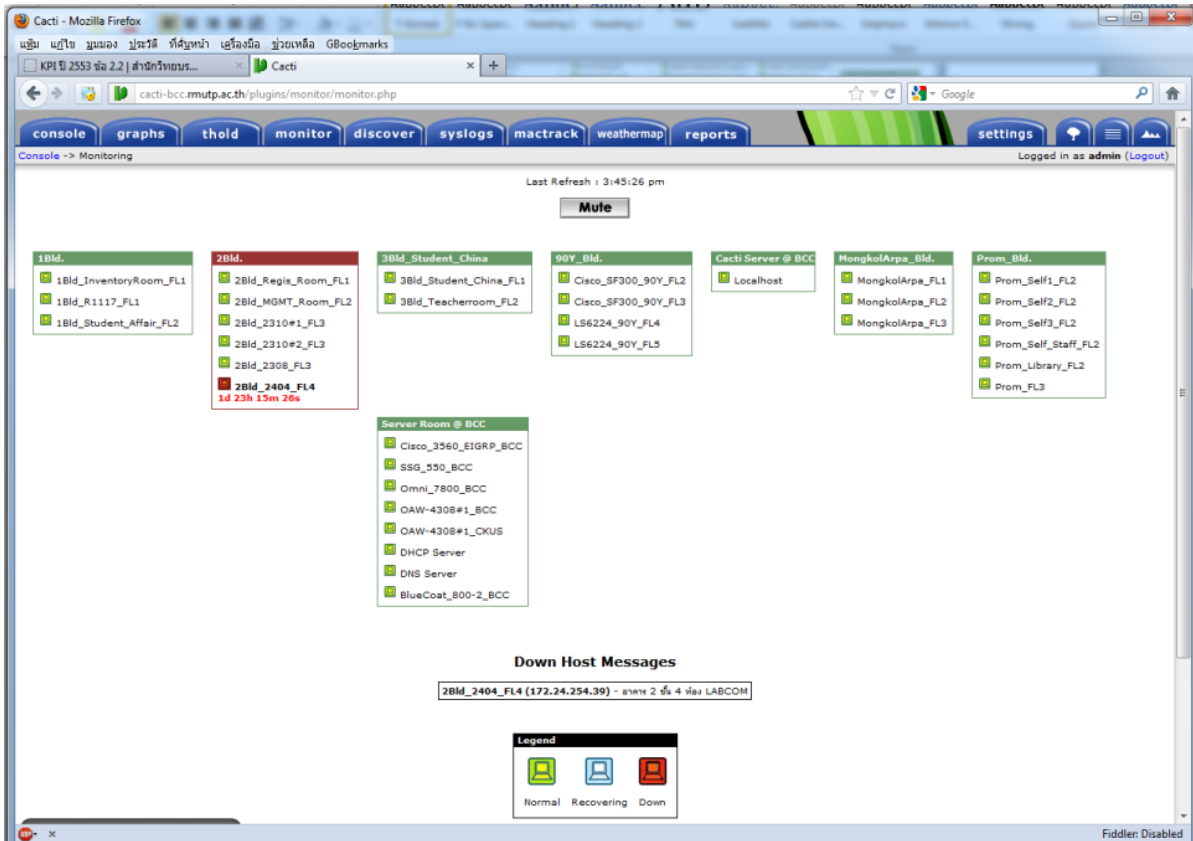 Cacti - Mozilla Firefox
แฟ้ม แก้ไข มุมมอง ประวัติ ที่คั่นหน้า เครื่องมือ ช่วยเหลือ GBookmarks
KPI ปี 2553 ข้อ 2.2 | สำนักวิทยบร...
Cacti
cacti-bcc.rmutp.ac.th/plugins/monitor/monitor.php
Google
console graphs thold monitor discover syslogs mactrack weathermap reports settings
Console -> Monitoring
Logged in as admin (Logout)
Last Refresh : 3:45:26 pm
Mute
1Bld.
1Bld_InventoryRoom_FL1
1Bld_R1117_FL1
1Bld_Student_Affair_FL2
2Bld.
2Bld_Regis_Room_FL1
2Bld_MGMT_Room_FL2
2Bld_2310#1_FL3
2Bld_2310#2_FL3
2Bld_2308_FL3
2Bld_2404_FL4
1d 23h 15m 26s
3Bld_Student_China
3Bld_Student_China_FL1
3Bld_Teacherroom_FL2
90Y_Bld.
Cisco_SF300_90Y_FL2
Cisco_SF300_90Y_FL3
LS6224_90Y_FL4
LS6224_90Y_FL5
Cacti Server @ BCC
Localhost
MongkolArpa_Bld.
MongkolArpa_FL1
MongkolArpa_FL2
MongkolArpa_FL3
Prom_Bld.
Prom_Self1_FL2
Prom_Self2_FL2
Prom_Self3_FL2
Prom_Self_Staff_FL2
Prom_Library_FL2
Prom_FL3
Server Room @ BCC
Cisco_3560_EIGRP_BCC
SSG_550_BCC
Omni_7800_BCC
OAW-4308#1_BCC
OAW-4308#1_CKUS
DHCP Server
DNS Server
BlueCoat_800-2_BCC
Down Host Messages
2Bld_2404_FL4 (172.24.254.39) - อาคาร 2 ชั้น 4 ห้อง LABCOM
Legend
Normal Recovering Down
ABP
Fiddler: Disabled